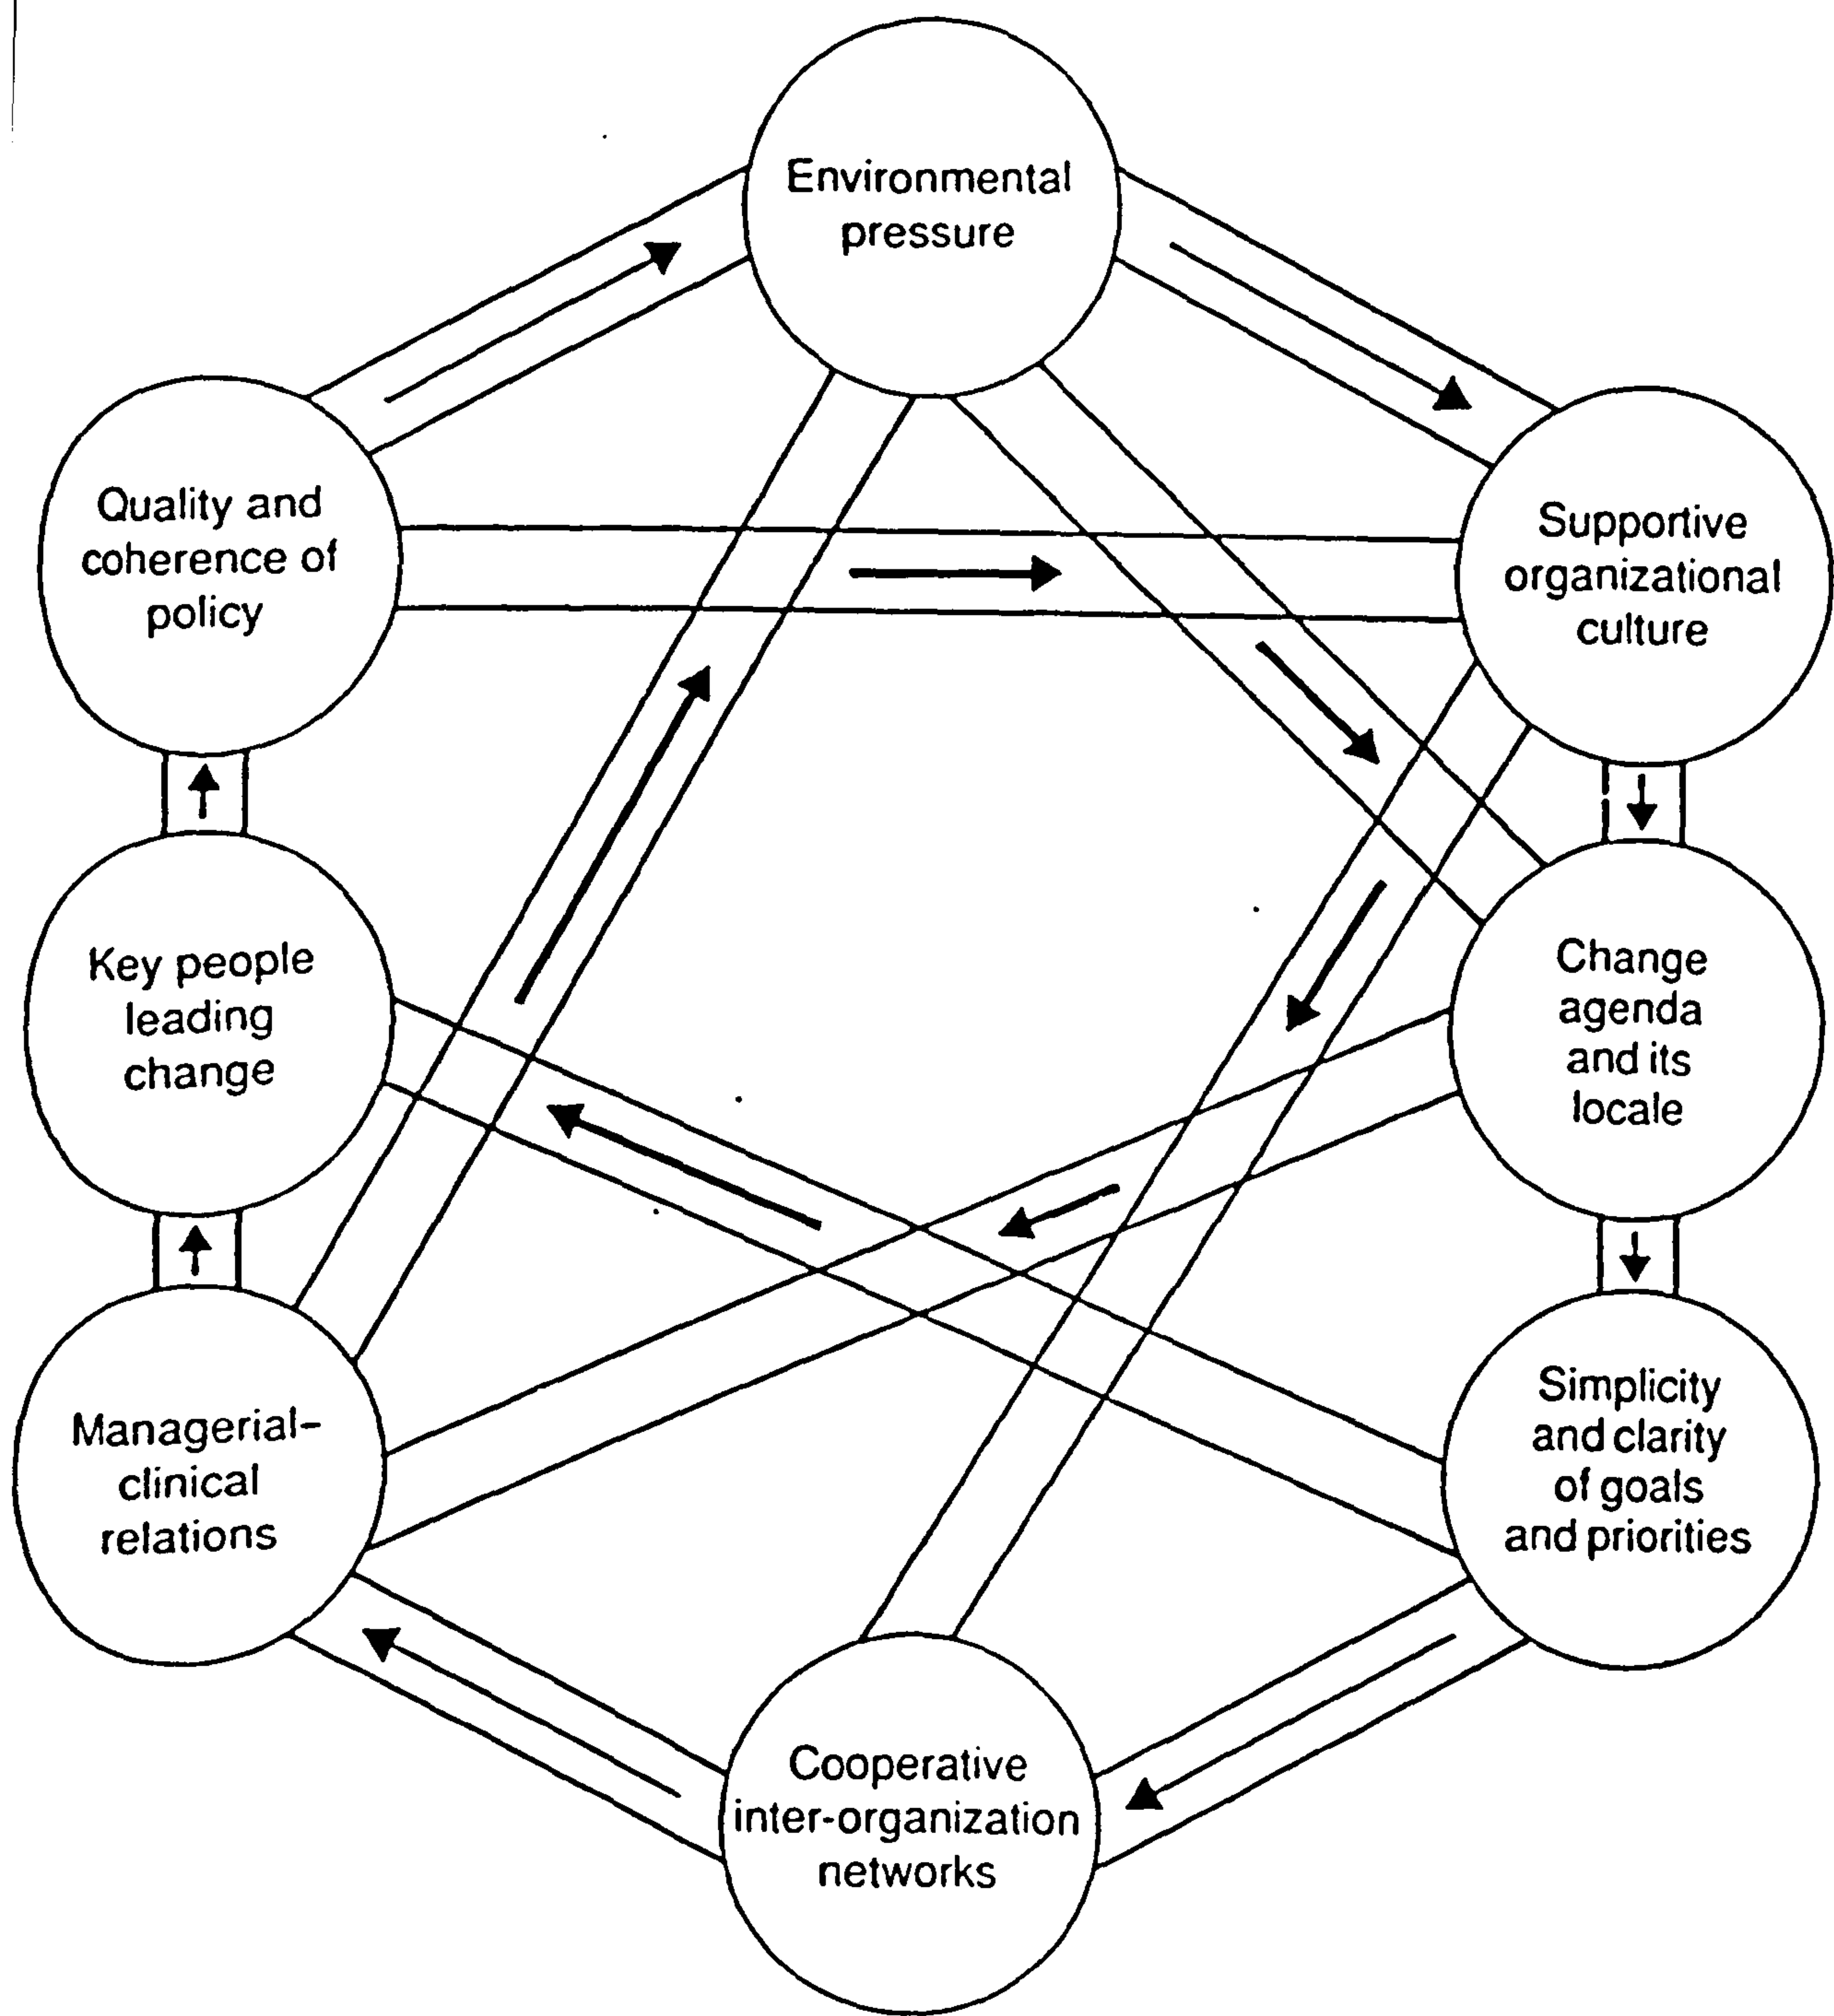 Environmental
pressure
Quality and
coherence of
policy
Supportive
organizational
culture
Key people
leading
change
Change
agenda
and its
locale
Managerial–
clinical
relations
Simplicity
and clarity
of goals
and priorities
Cooperative
inter-organization
networks